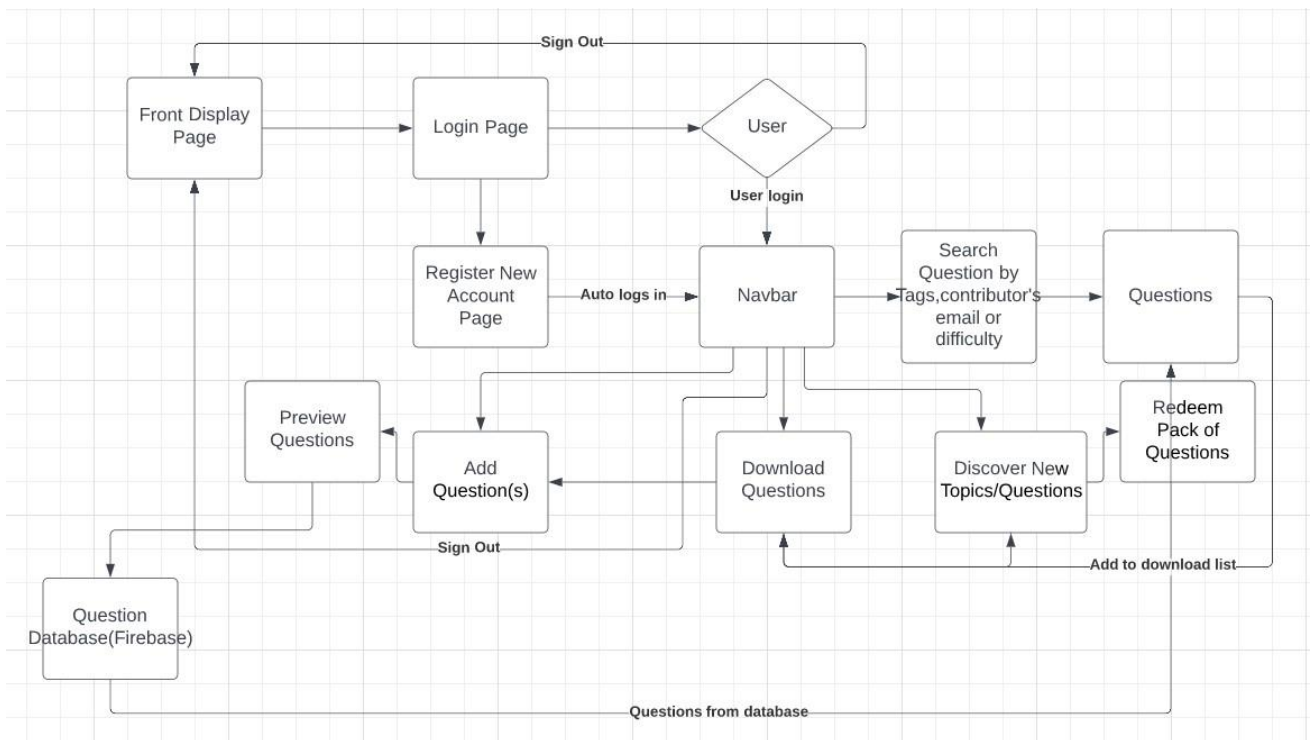 Sign Out
Front Display
Page
Login Page
User
User login
Register New
Account
Page
Auto logs in
Navbar
Search
Question by
Tags,contributor's
email or
difficulty
Questions
Preview
Questions
Add
Question(s)
Download
Questions
Discover New
Topics/Questions
Redeem
Pack of
Questions
Sign Out
Add to download list
Question
Database(Firebase)
Questions from database